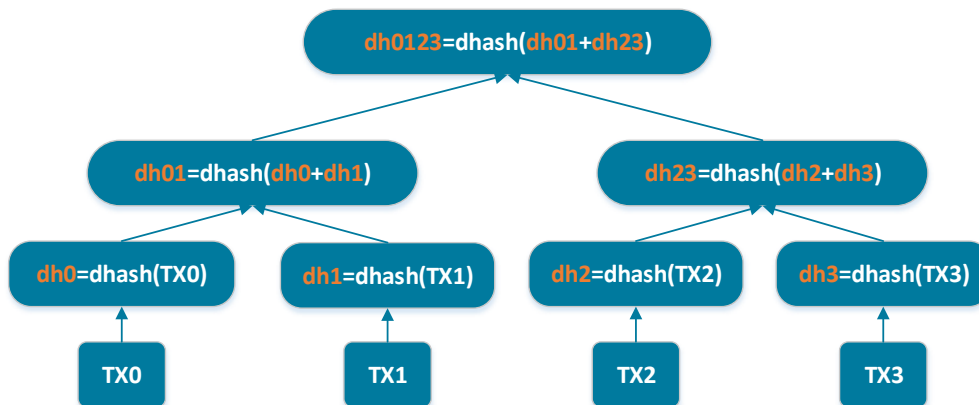 dh0123=dhash(dh01+dh23)
dh01=dhash(dh0+dh1)
dh23=dhash(dh2+dh3)
dh0=dhash(TX0)
dh1=dhash(TX1)
dh2=dhash(TX2)
dh3=dhash(TX3)
TX0
TX1
TX2
TX3